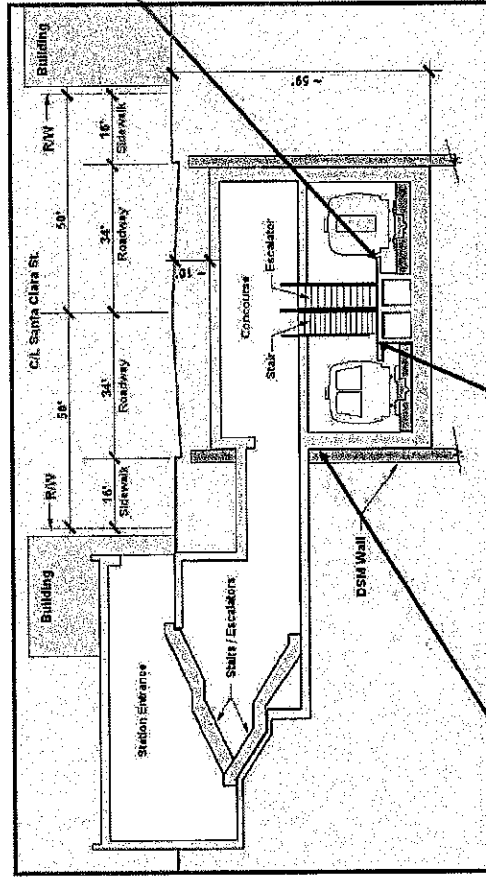 C/L Santa Clara St.
Building
R/W
50'
50'
R/W
Building
16'
Sidewalk
34'
Roadway
34'
Roadway
16'
Sidewalk
Station Entrance
~ 10'
~ 59'
Stairs / Escalators
Concourse
Stair
Escalator
DSM Wall